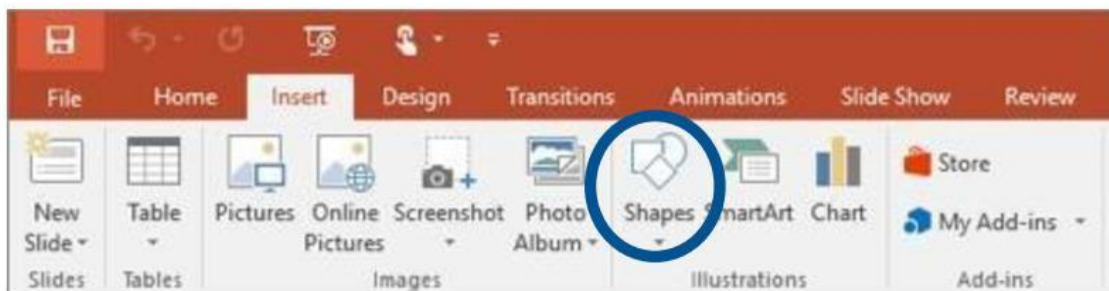 File Home Insert Design Transitions Animations Slide Show Review
New Slide Table Pictures Online Pictures Screenshot Photo Album Shapes SmartArt Chart Store
My Add-ins
Slides Tables Images Illustrations Add-ins